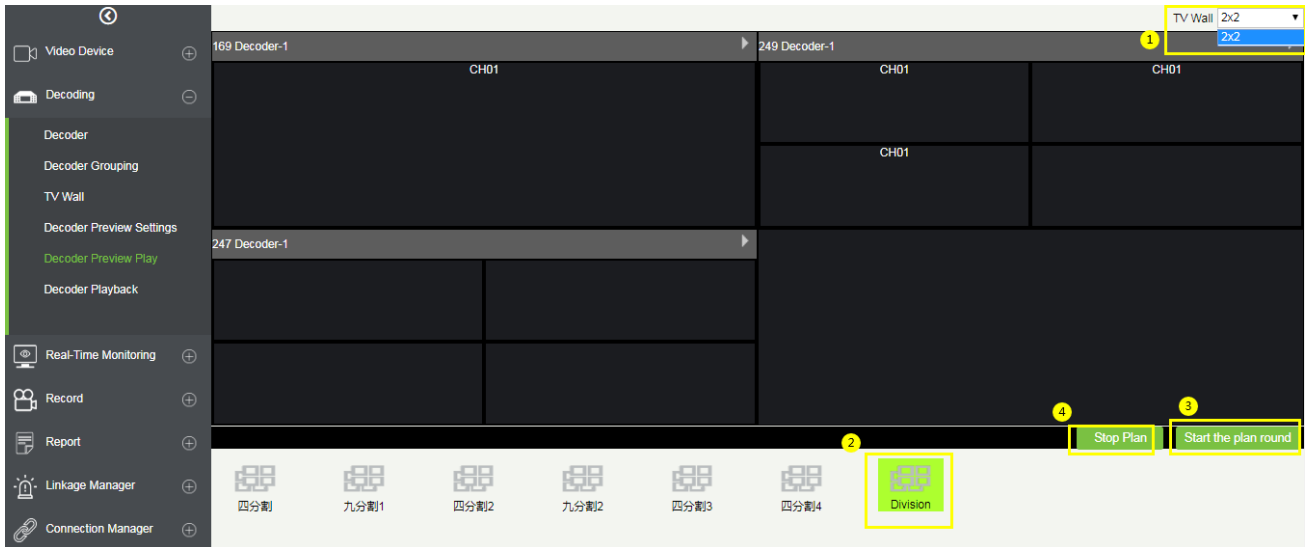 TV Wall 2x2
2x2
1
Video Device
Decoding
Decoder
Decoder Grouping
TV Wall
Decoder Preview Settings
Decoder Preview Play
Decoder Playback
Real-Time Monitoring
Record
Report
Linkage Manager
Connection Manager
169 Decoder-1
CH01
249 Decoder-1
CH01
CH01
CH01
247 Decoder-1
4
3
Stop Plan
Start the plan round
2
四分割
九分割1
四分割2
九分割2
四分割3
四分割4
Division